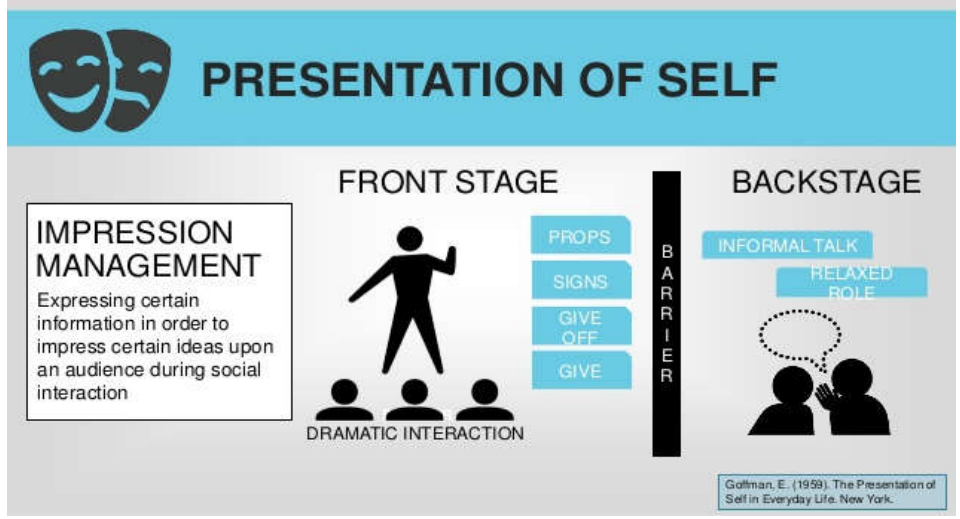 PRESENTATION OF SELF
IMPRESSION
MANAGEMENT
Expressing certain
information in order to
impress certain ideas upon
an audience during social
interaction
FRONT STAGE
PROPS
SIGNS
GIVE
OFF
GIVE
DRAMATIC INTERACTION
BARRIER
BACKSTAGE
INFORMAL TALK
RELAXED
ROLE
Goffman, E. (1959). The Presentation of
Self in Everyday Life. New York.